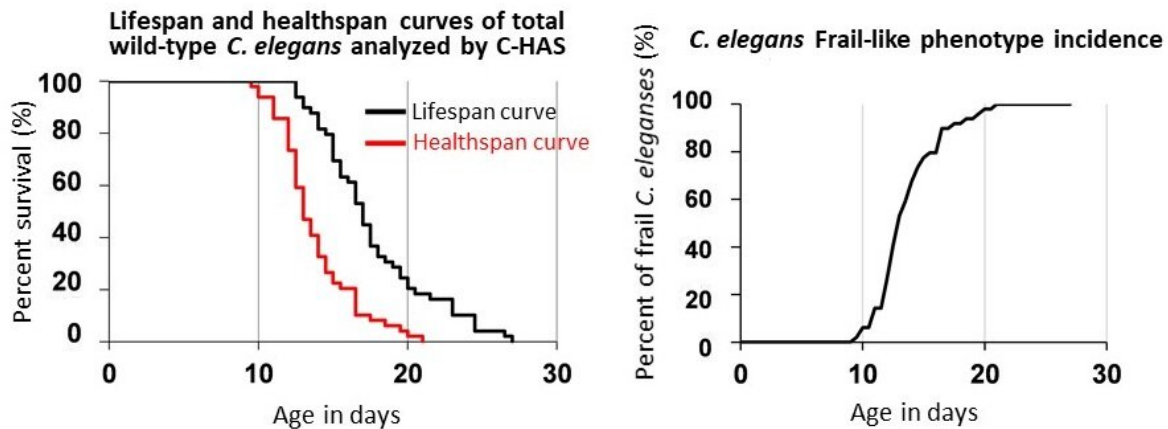 Lifespan and healthspan curves of total
wild-type C. elegans analyzed by C-HAS
Percent survival (%)
100
80
60
40
20
0
Lifespan curve
Healthspan curve
0 10 20 30
Age in days
C. elegans Frail-like phenotype incidence
Percent of frail C. eleganses (%)
100
80
60
40
20
0
0 10 20 30
Age in days